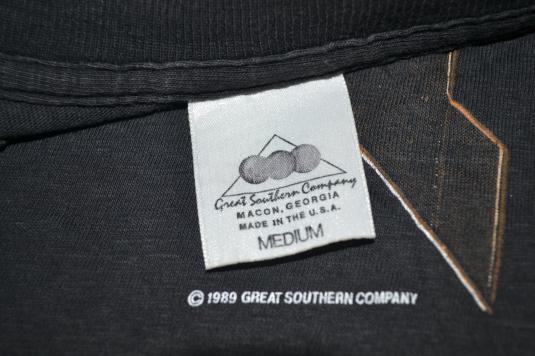 Great Southern Company
MACON, GEORGIA
MADE IN THE U.S.A.
MEDIUM
© 1989 GREAT SOUTHERN COMPANY